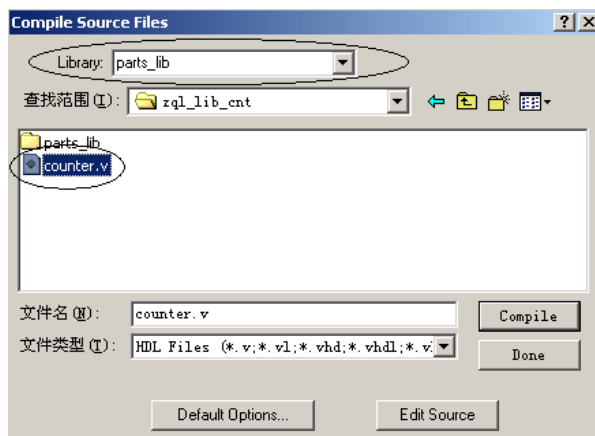 Compile Source Files
Library: parts_lib
查找范围(I): zql_lib_cnt
parts_lib
counter.v
文件名(N): counter.v
Compile
文件类型(T): HDL Files (*.v;*.vl;*.vhd;*.vhdl;*.v
Done
Default Options... Edit Source